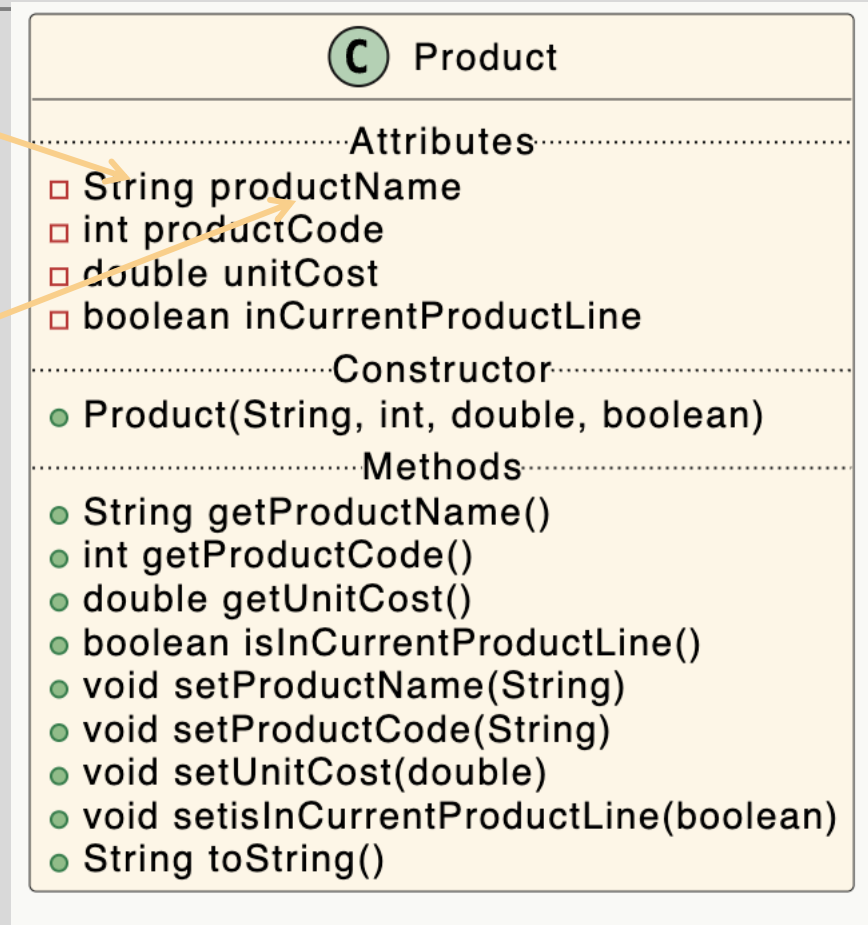 C Product
Attributes
String productName
int productCode
double unitCost
boolean inCurrentProductLine
Constructor
Product(String, int, double, boolean)
Methods
String getProductName()
int getProductCode()
double getUnitCost()
boolean isInCurrentProductLine()
void setProductName(String)
void setProductCode(String)
void setUnitCost(double)
void setisInCurrentProductLine(boolean)
String toString()